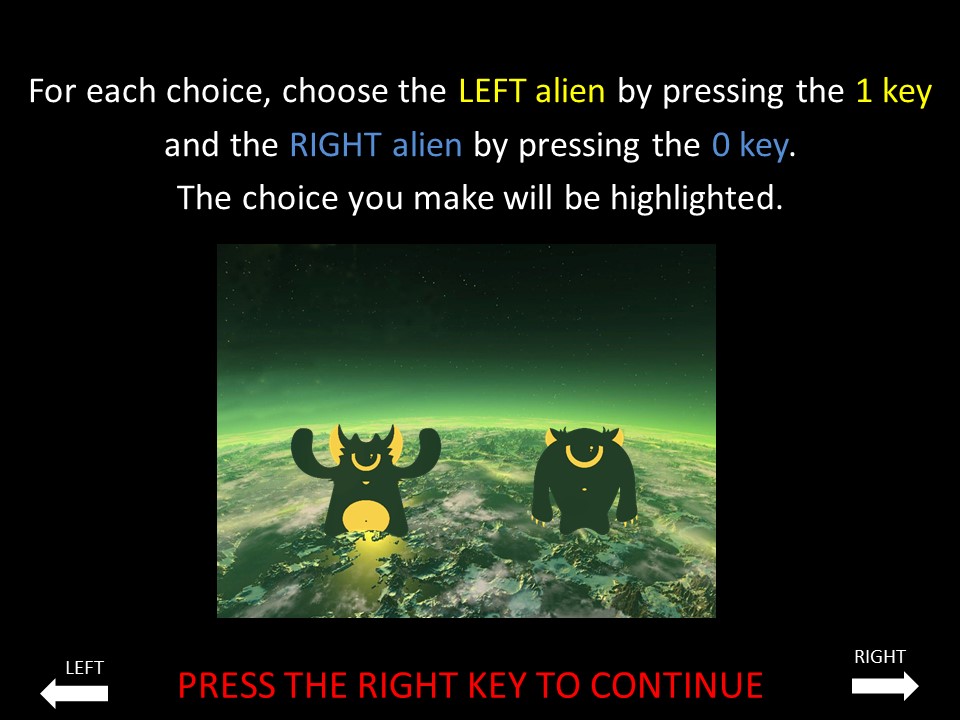 For each choice, choose the LEFT alien by pressing the 1 key
and the RIGHT alien by pressing the 0 key.
The choice you make will be highlighted.
LEFT
PRESS THE RIGHT KEY TO CONTINUE
RIGHT